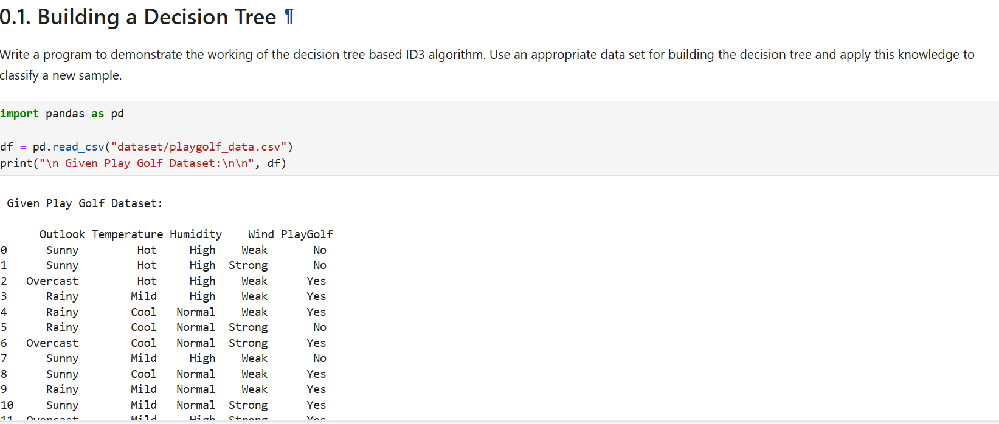 0.1. Building a Decision Tree ¶
Write a program to demonstrate the working of the decision tree based ID3 algorithm. Use an appropriate data set for building the decision tree and apply this knowledge to
classify a new sample.
import pandas as pd
df = pd.read_csv("dataset/playgolf_data.csv")
print("\n Given Play Golf Dataset:\n\n", df)
Given Play Golf Dataset:
Outlook Temperature Humidity Wind PlayGolf
0 Sunny Hot High Weak No
1 Sunny Hot High Strong No
2 Overcast Hot High Weak Yes
3 Rainy Mild High Weak Yes
4 Rainy Cool Normal Weak Yes
5 Rainy Cool Normal Strong No
6 Overcast Cool Normal Strong Yes
7 Sunny Mild High Weak No
8 Sunny Cool Normal Weak Yes
9 Rainy Mild Normal Weak Yes
10 Sunny Mild Normal Strong Yes
11 Overcast Mild High Strong Yes